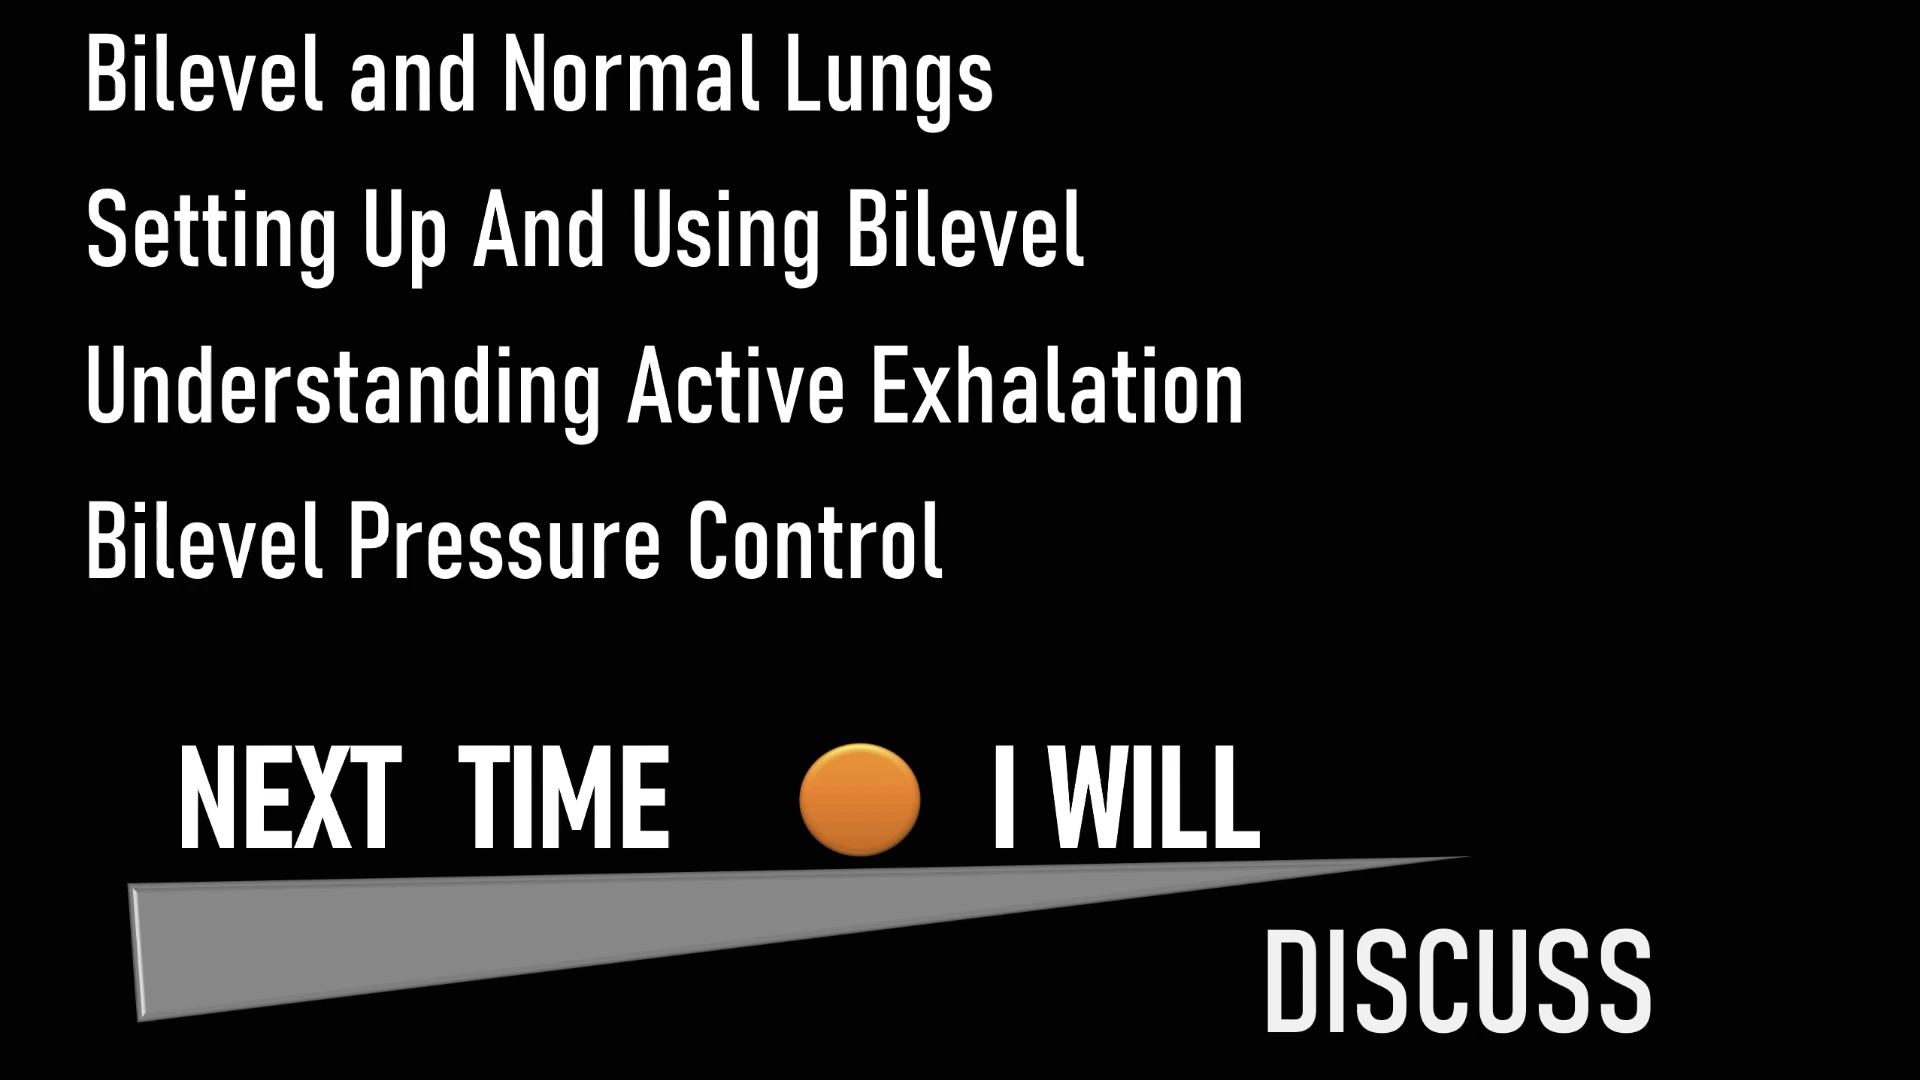 Bilevel and Normal Lungs
Setting Up And Using Bilevel
Understanding Active Exhalation
Bilevel Pressure Control
NEXT TIME I WILL
DISCUSS